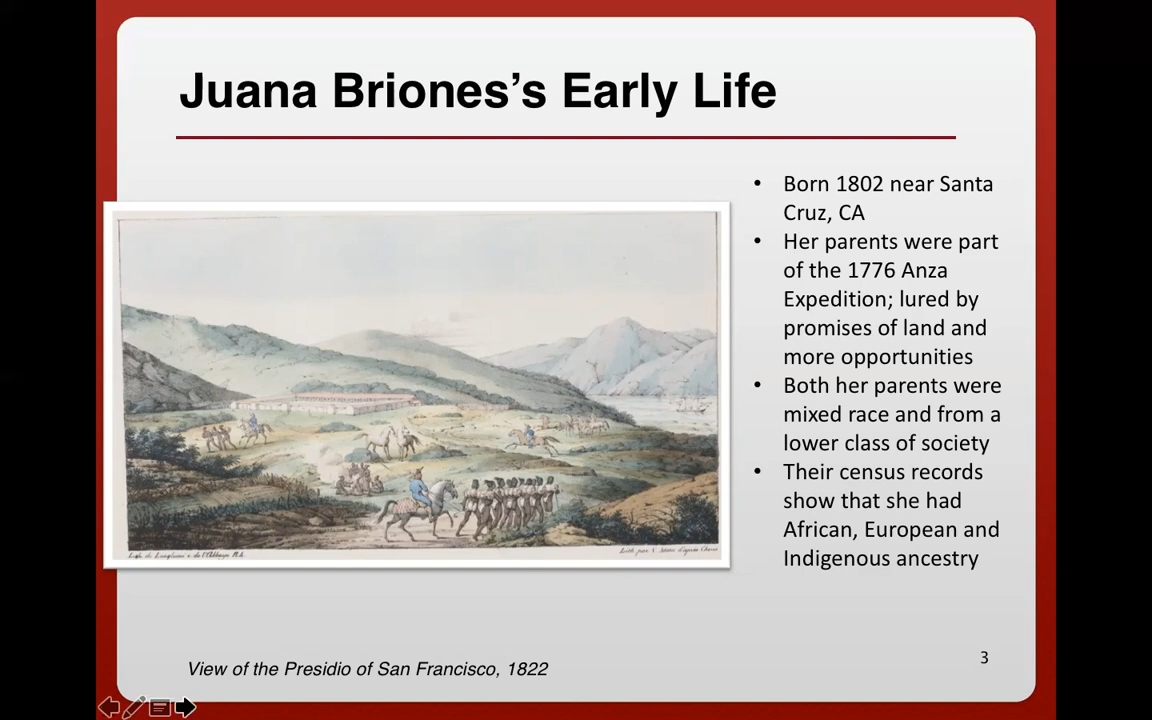 Juana Briones’s Early Life
• Born 1802 near Santa
Cruz, CA
• Her parents were part
of the 1776 Anza
Expedition; lured by
promises of land and
more opportunities
• Both her parents were
mixed race and from a
lower class of society
• Their census records
show that she had
African, European and
Indigenous ancestry
View of the Presidio of San Francisco, 1822
3